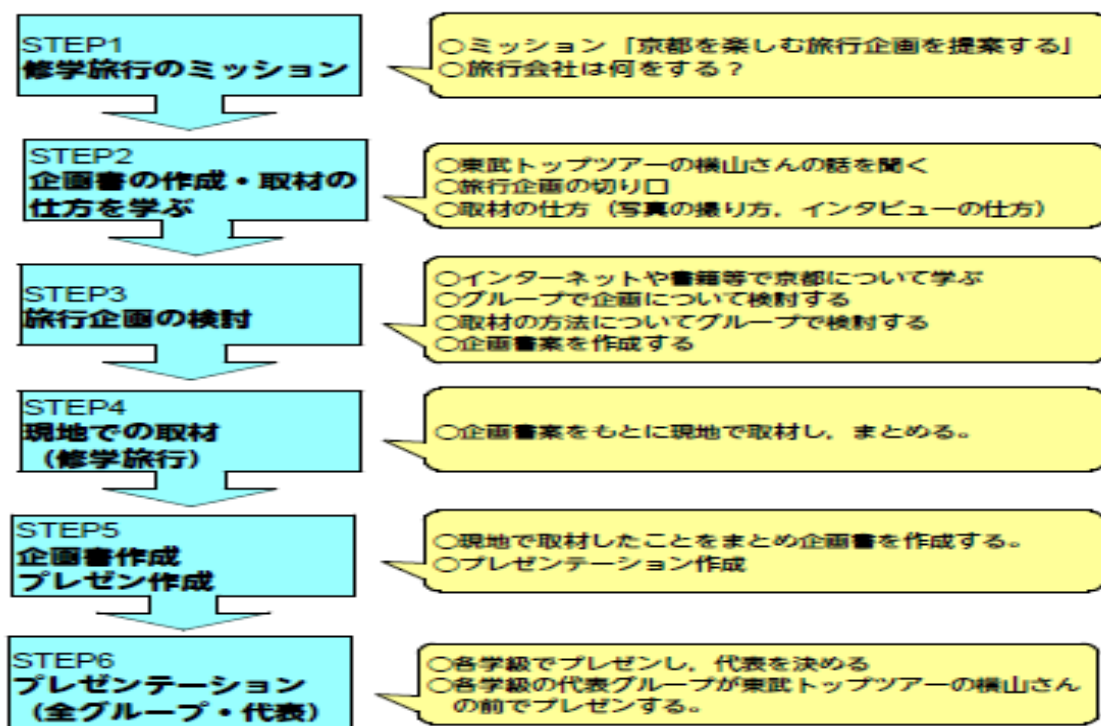 STEP1
修学旅行のミッション
○ミッション「京都を楽しむ旅行企画を提案する」
○旅行会社は何をする？
STEP2
企画書の作成・取材の
仕方を学ぶ
○東武トップツアーの横山さんの話を聞く
○旅行企画の切り口
○取材の仕方（写真の撮り方，インタビューの仕方）
STEP3
旅行企画の検討
○インターネットや書籍等で京都について学ぶ
○グループで企画について検討する
○取材の方法についてグループで検討する
○企画書案を作成する
STEP4
現地での取材
（修学旅行）
○企画書案をもとに現地で取材し，まとめる。
STEP5
企画書作成
プレゼン作成
○現地で取材したことをまとめ企画書を作成する。
○プレゼンテーション作成
STEP6
プレゼンテーション
（全グループ・代表）
○各学級でプレゼンし，代表を決める
○各学級の代表グループが東武トップツアーの横山さん
の前でプレゼンする。